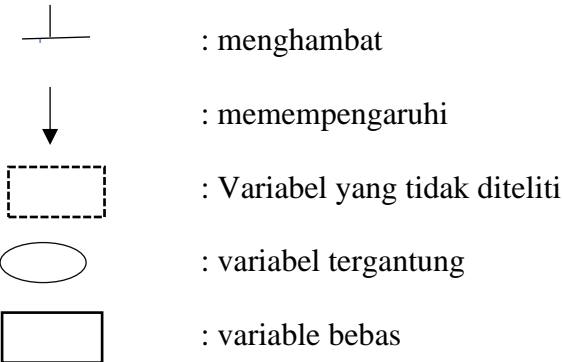 : menghambat
: memempengaruhi
: Variabel yang tidak diteliti
: variabel tergantung
: variable bebas